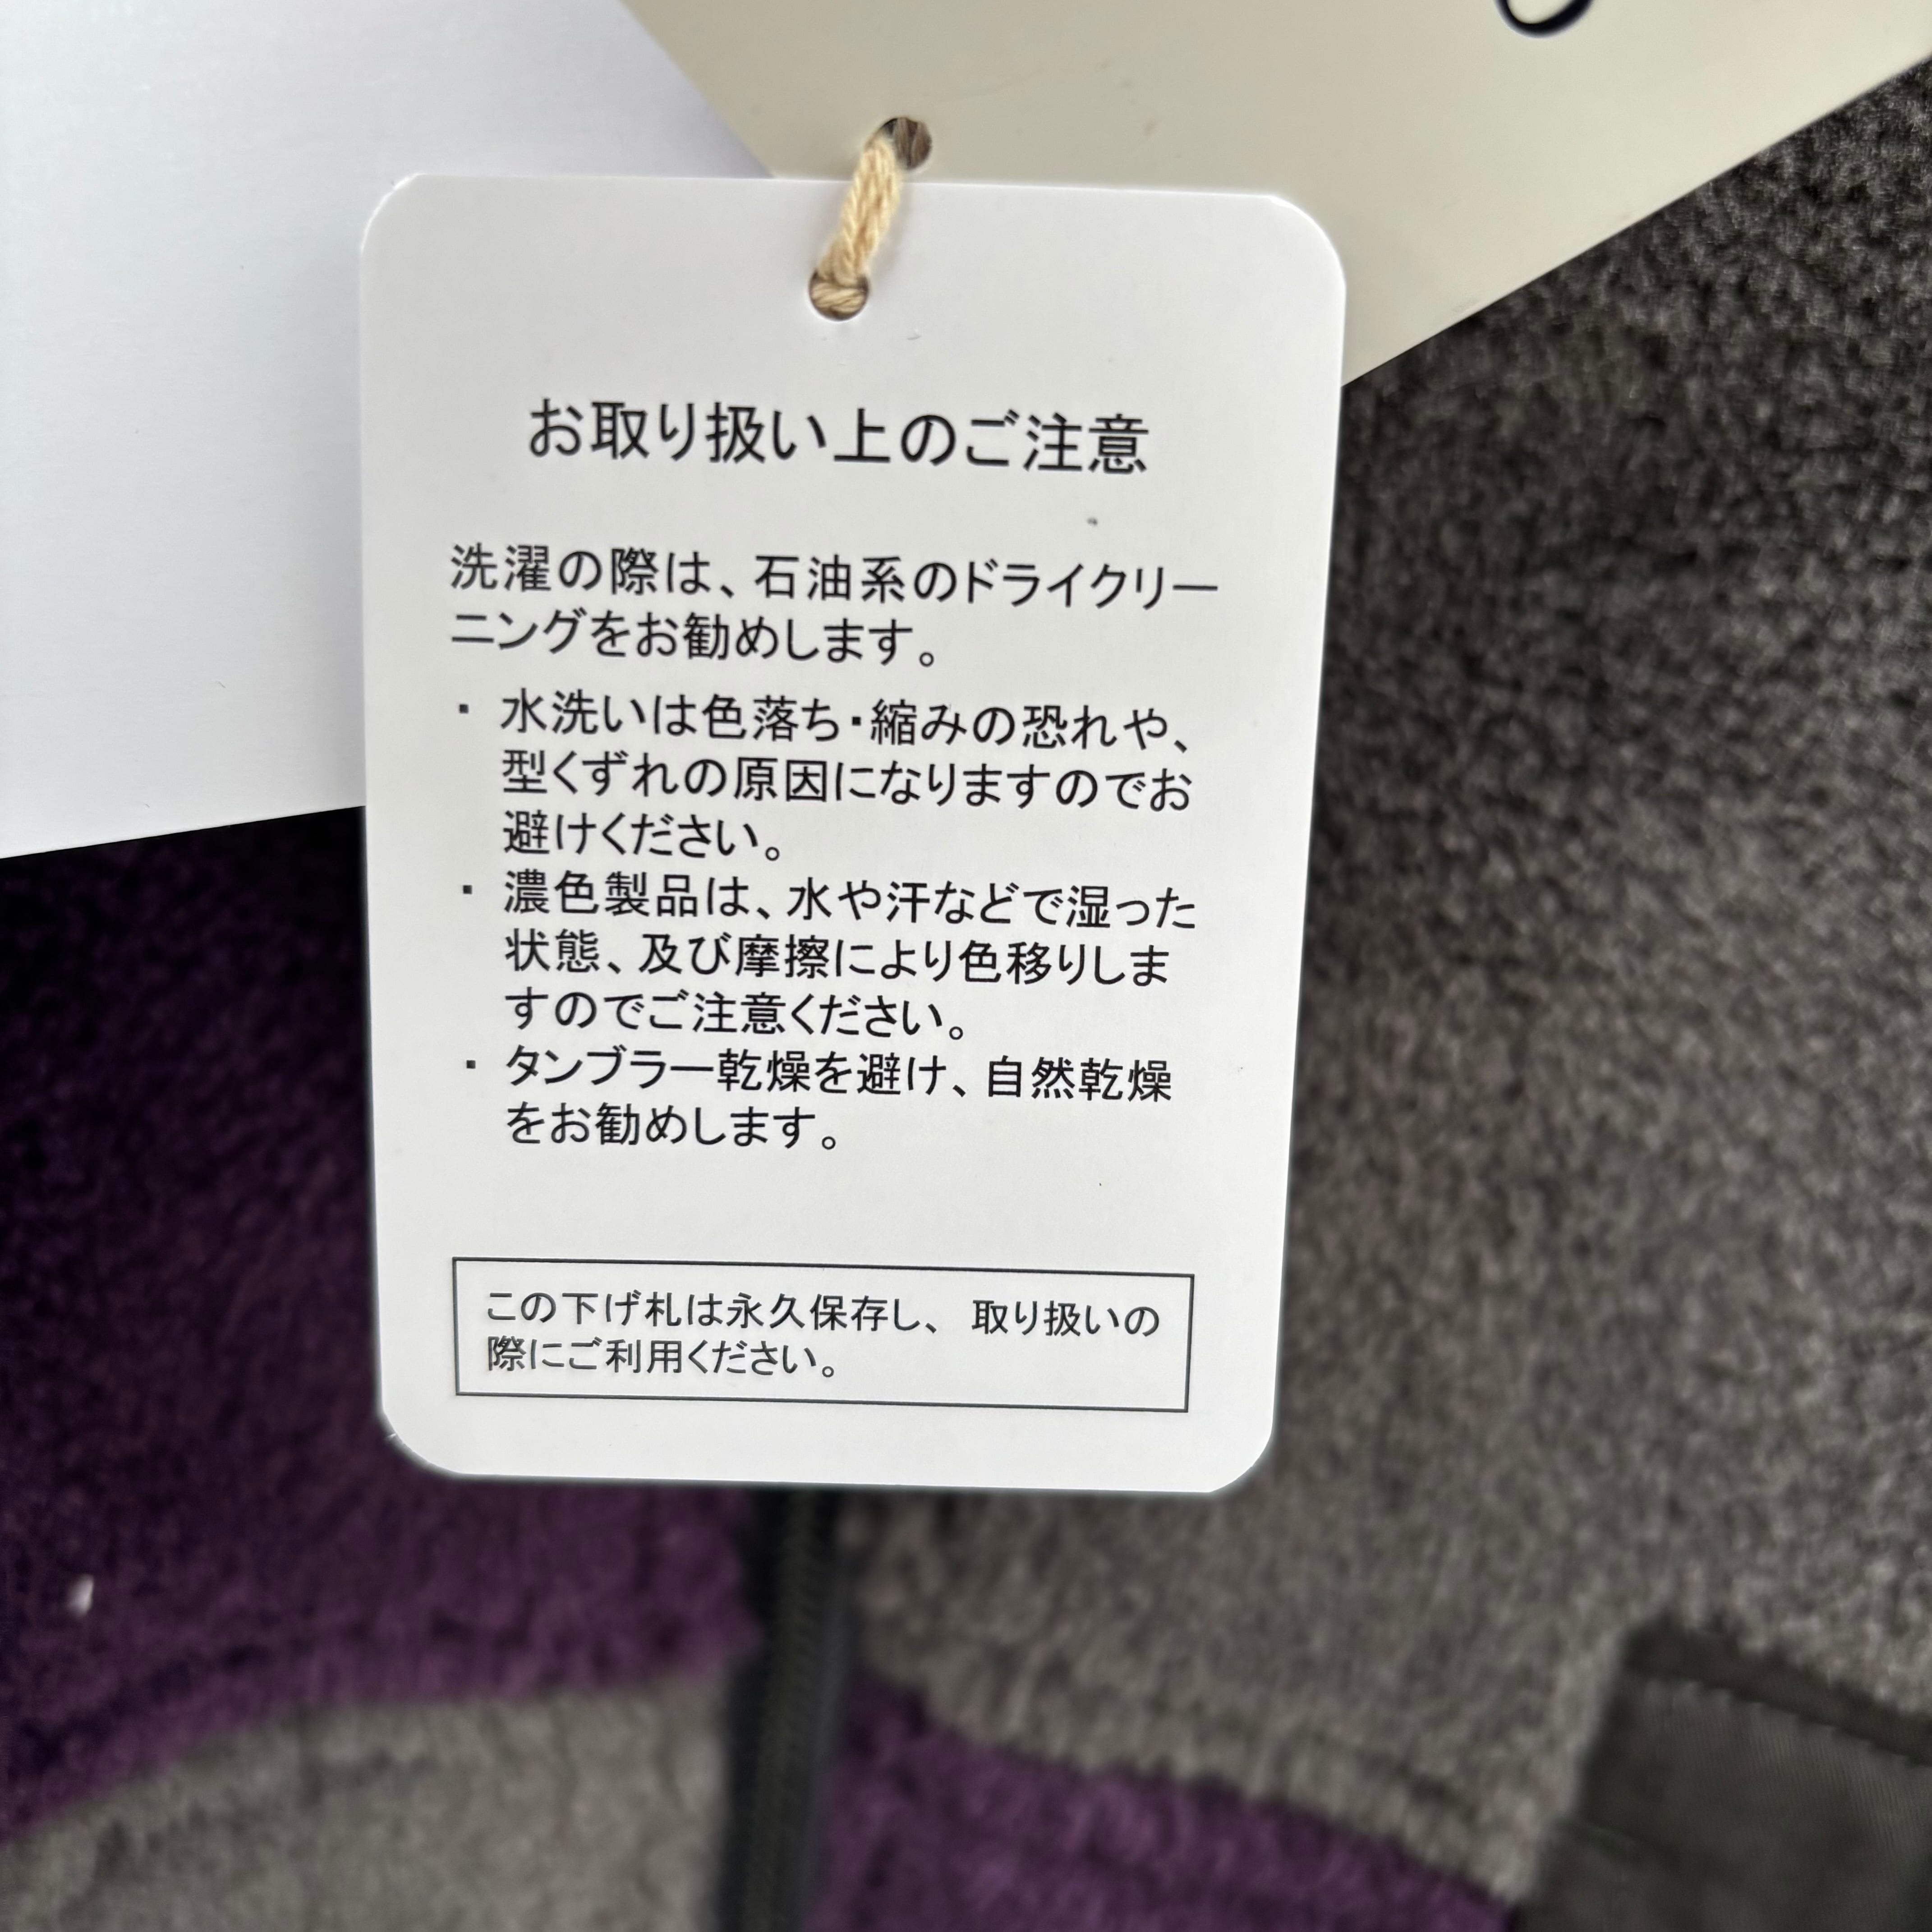 お取り扱い上のご注意
洗濯の際は、石油系のドライクリー
ニングをお勧めします。
・ 水洗いは色落ち・縮みの恐れや、
型くずれの原因になりますのでお
避けください。
・ 濃色製品は、水や汗などで湿った
状態、及び摩擦により色移りしま
すのでご注意ください。
・ タンブラー乾燥を避け、自然乾燥
をお勧めします。
この下げ札は永久保存し、 取り扱いの
際にご利用ください。